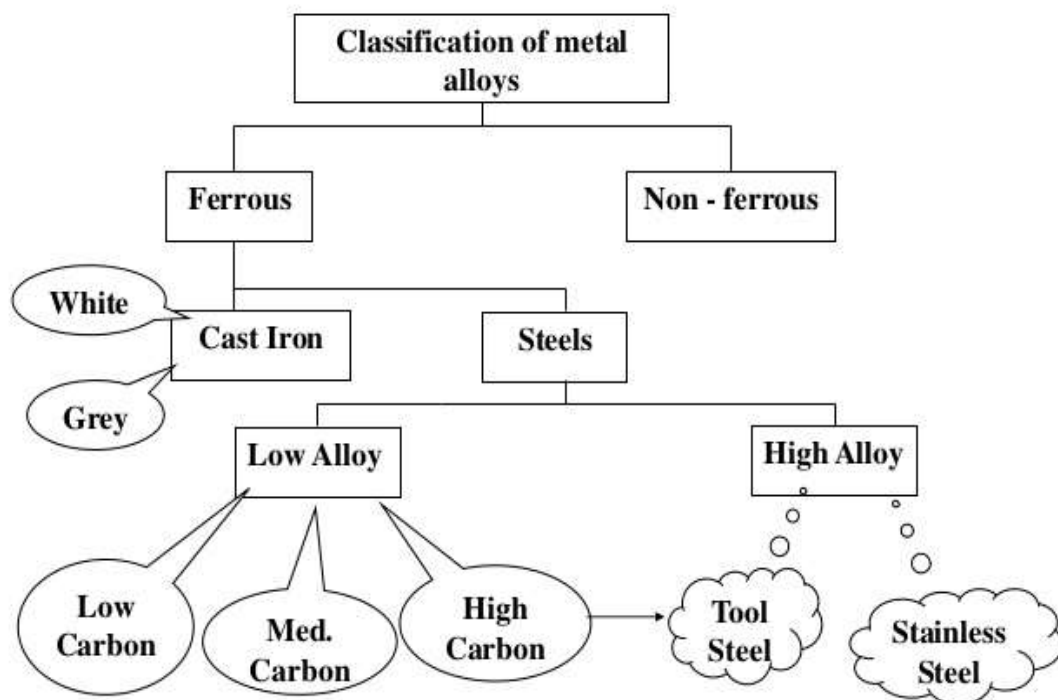 Classification of metal
alloys
Ferrous
Non - ferrous
White
Cast Iron
Steels
Grey
Low Alloy
High Alloy
Low
Carbon
Med.
Carbon
High
Carbon
Tool
Steel
Stainless
Steel